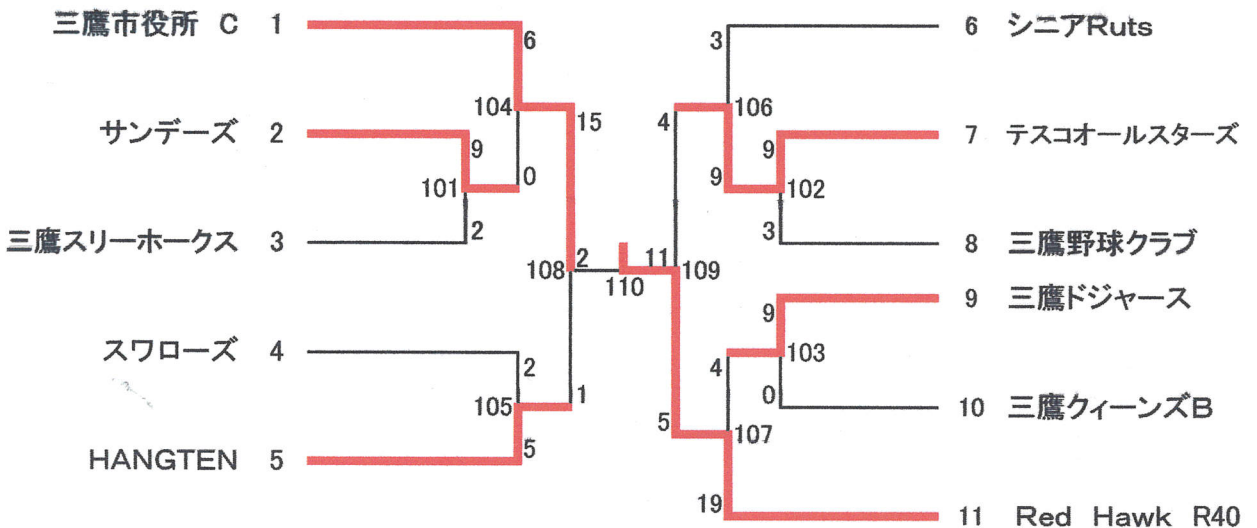 三鷹市役所 C 1
6
104
15
サンデーズ 2
9
101
0
三鷹スリーホークス 3
2
108
2
スワローズ 4
2
105
1
HANGTEN 5
5
110
11
109
6 シニアRuts
3
4
106
7 テスコオールスターズ
9
9
102
3
8 三鷹野球クラブ
9 三鷹ドジャース
9
4
103
0
10 三鷹クィーンズB
5
107
19
11 Red Hawk R40